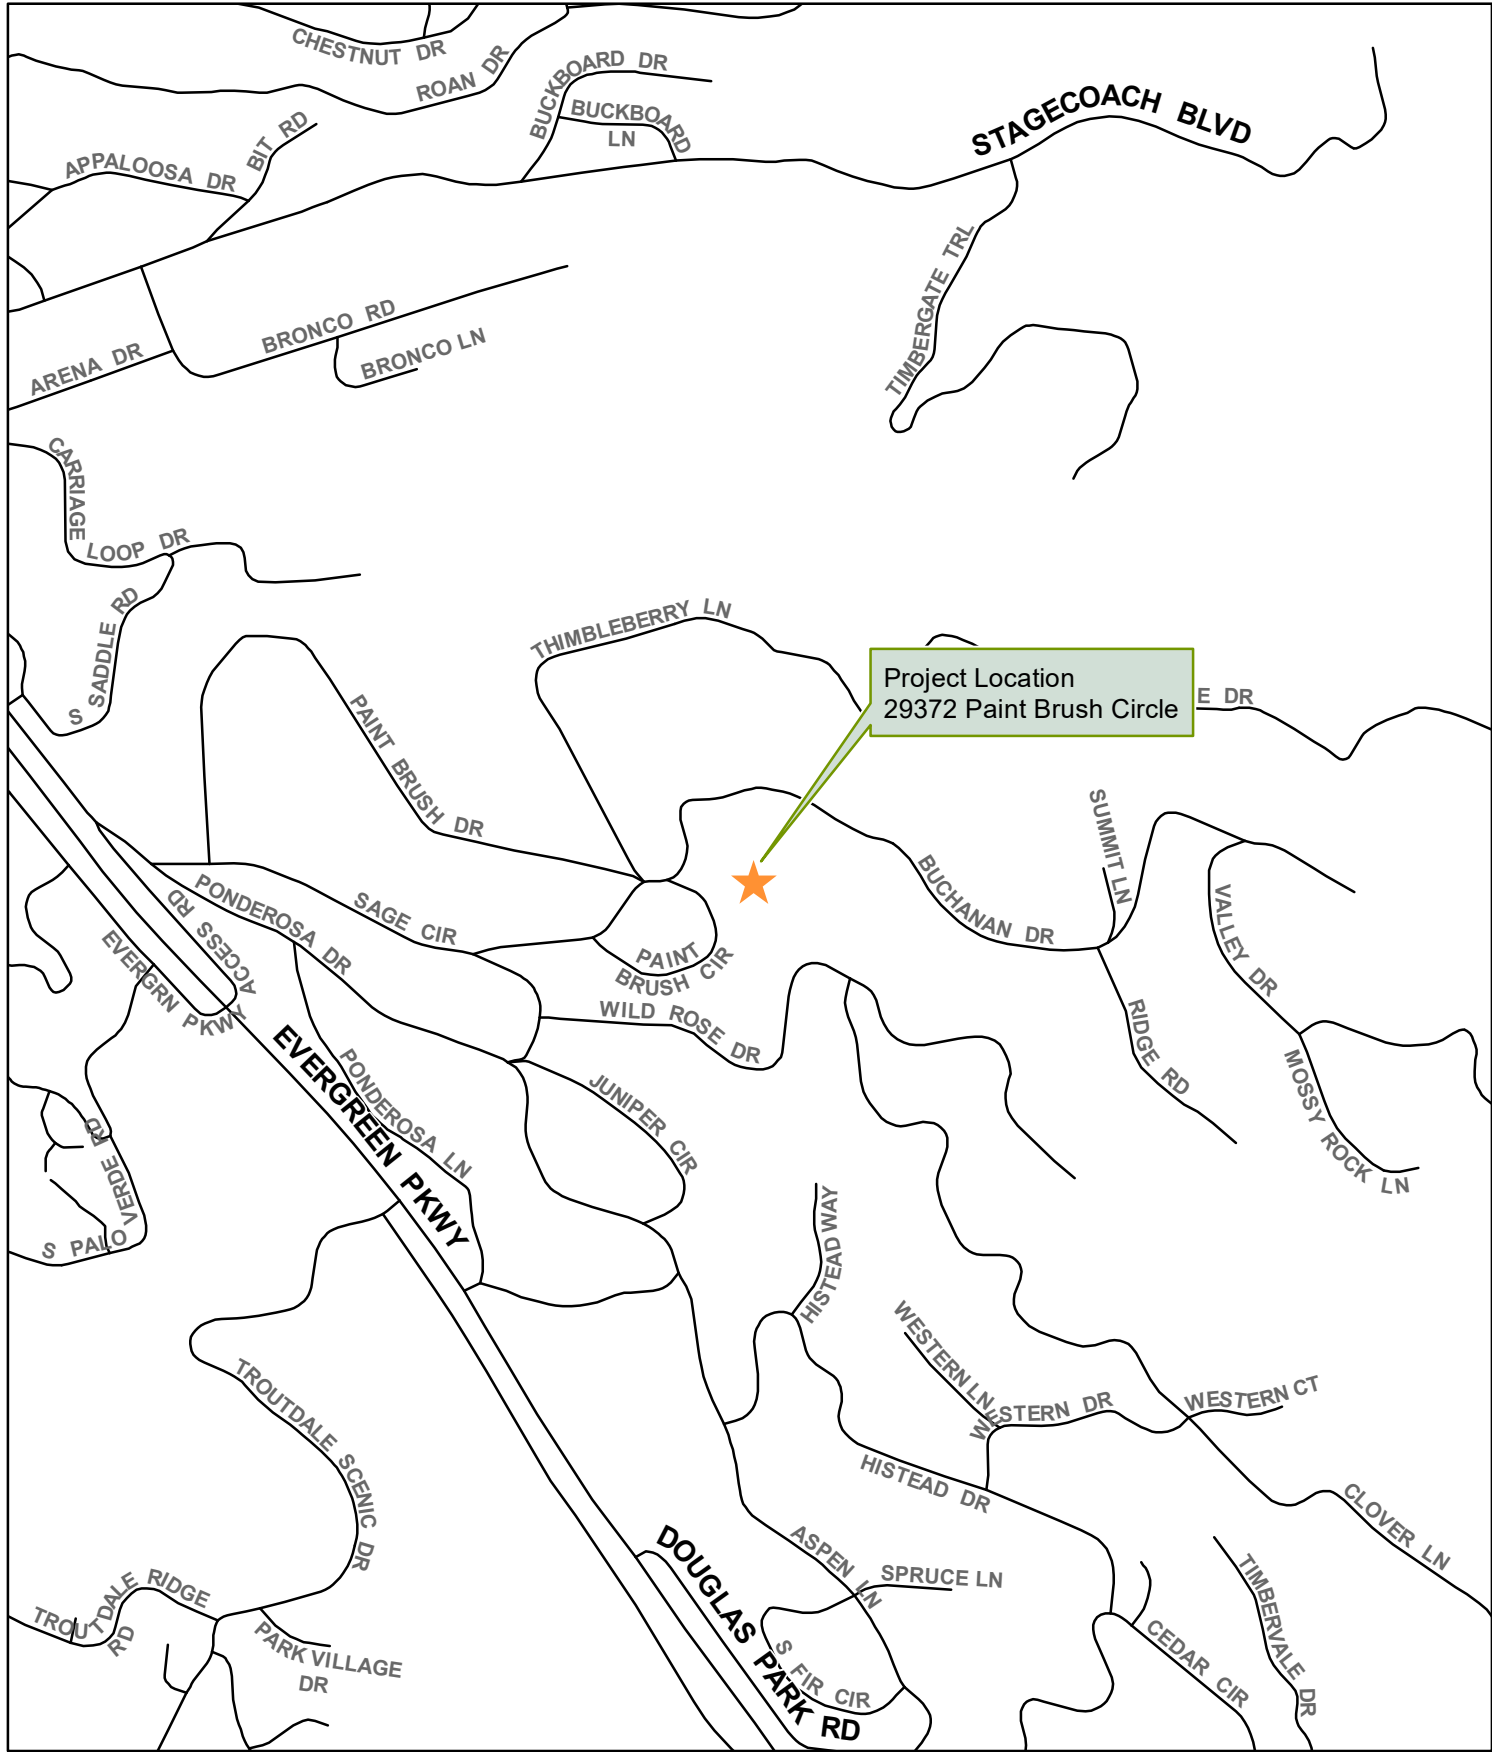 CHESTNUT DR
ROAN DR
BUCKBOARD DR
BUCKBOARD
LN
STAGECOACH BLVD
BIT RD
APPALOOSA DR
TIMBERGATE TRL
BRONCO RD
BRONCO LN
ARENA DR
CARRIAGE
LOOP DR
S SADDLE RD
THIMBLEBERRY LN
Project Location
29372 Paint Brush Circle
E DR
PAINT BRUSH DR
SUMMIT LN
BUCHANAN DR
VALLEY DR
PONDEROSA DR
SAGE CIR
ACCESS RD
EVERGRN PKWY
PAINT
BRUSH CIR
WILD ROSE DR
RIDGE RD
MOSSY ROCK LN
EVERGREEN PKWY
PONDEROSA LN
JUNIPER CIR
S PALO VERDE RD
HISTEAD WAY
WESTERN LN
WESTERN DR
WESTERN CT
TROUTDALE SCENIC DR
HISTEAD DR
CLOVER LN
DOUGLAS PARK RD
ASPEN LN
SPRUCE LN
TIMBERVALE DR
TROUTDALE RIDGE
RD
PARK VILLAGE
DR
S FIR CIR
CEDAR CIR